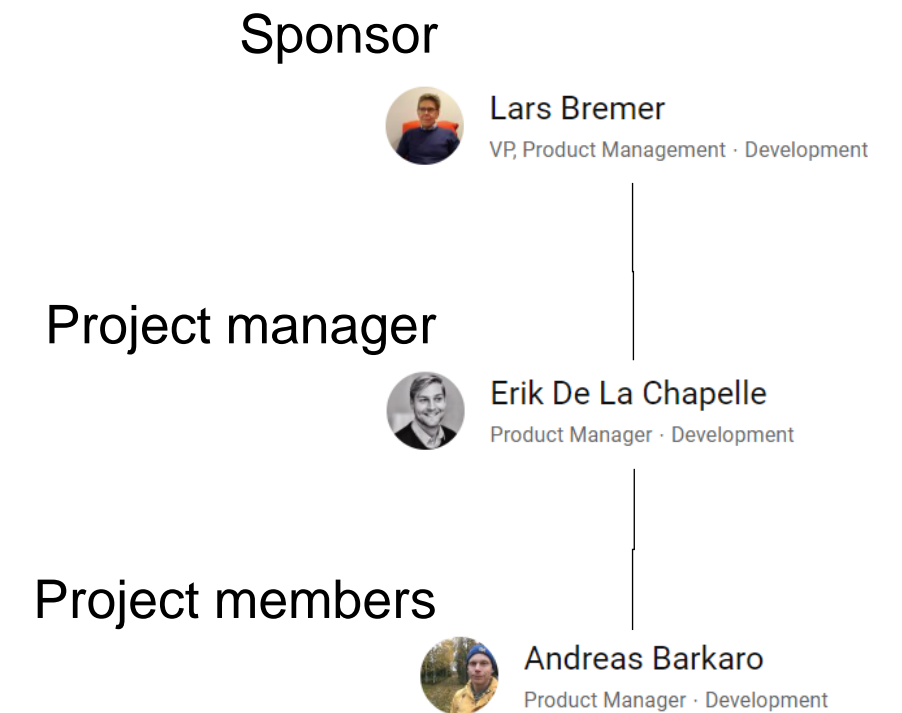 Sponsor
Lars Bremer
VP, Product Management · Development
Project manager
Erik De La Chapelle
Product Manager · Development
Project members
Andreas Barkaro
Product Manager · Development